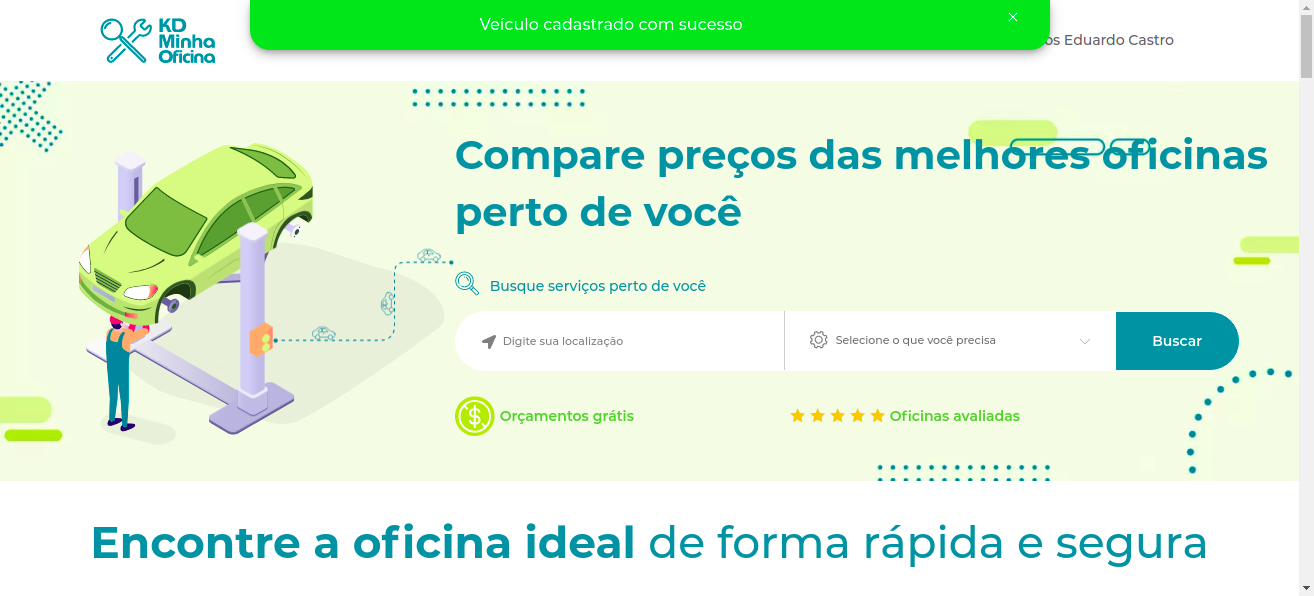 Veículo cadastrado com sucesso
KD
Minha
Oficina
Eduardo Castro
Compare preços das melhores oficinas
perto de você
Busque serviços perto de você
Digite sua localização
Selecione o que você precisa
Buscar
Orçamentos grátis
Oficinas avaliadas
Encontre a oficina ideal de forma rápida e segura